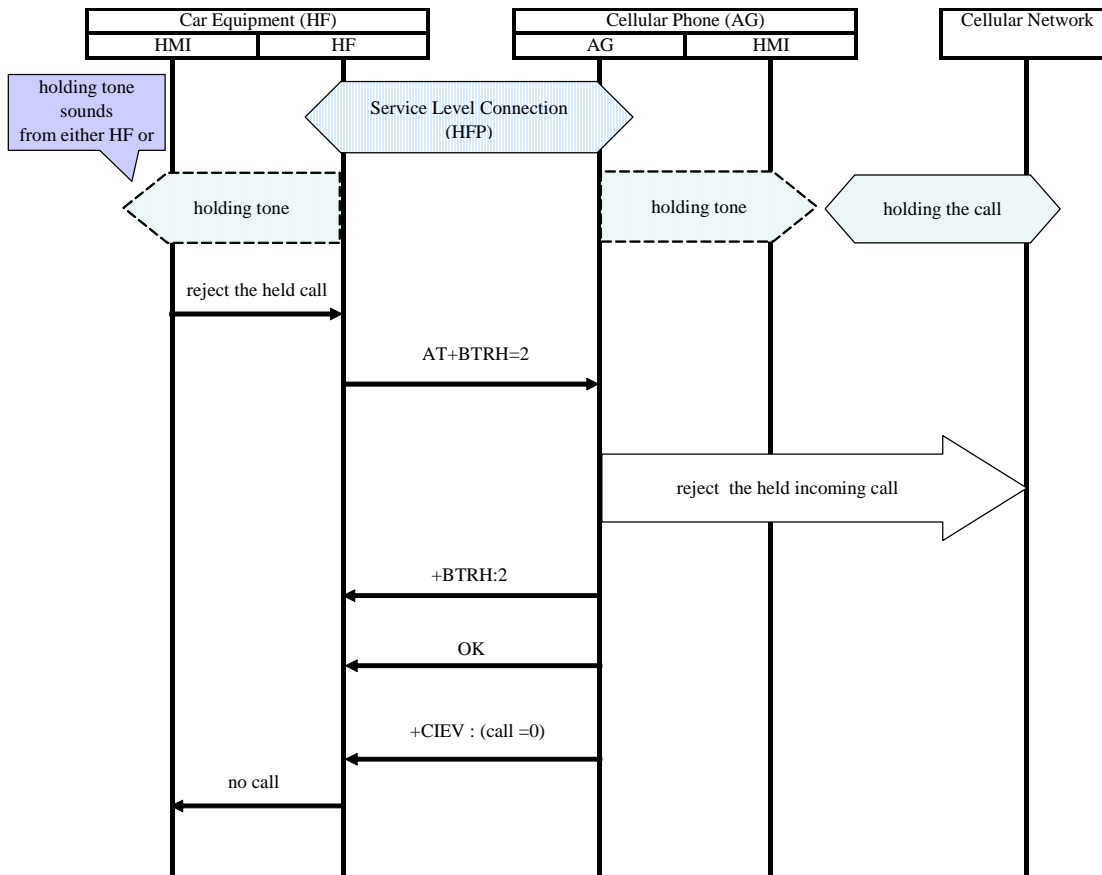 Car Equipment (HF)
HMI
HF
Cellular Phone (AG)
AG
HMI
Cellular Network
holding tone
sounds
from either HF or
Service Level Connection
(HFP)
holding tone
holding tone
holding the call
reject the held call
AT+BTRH=2
reject the held incoming call
+BTRH:2
OK
+CIEV : (call =0)
no call